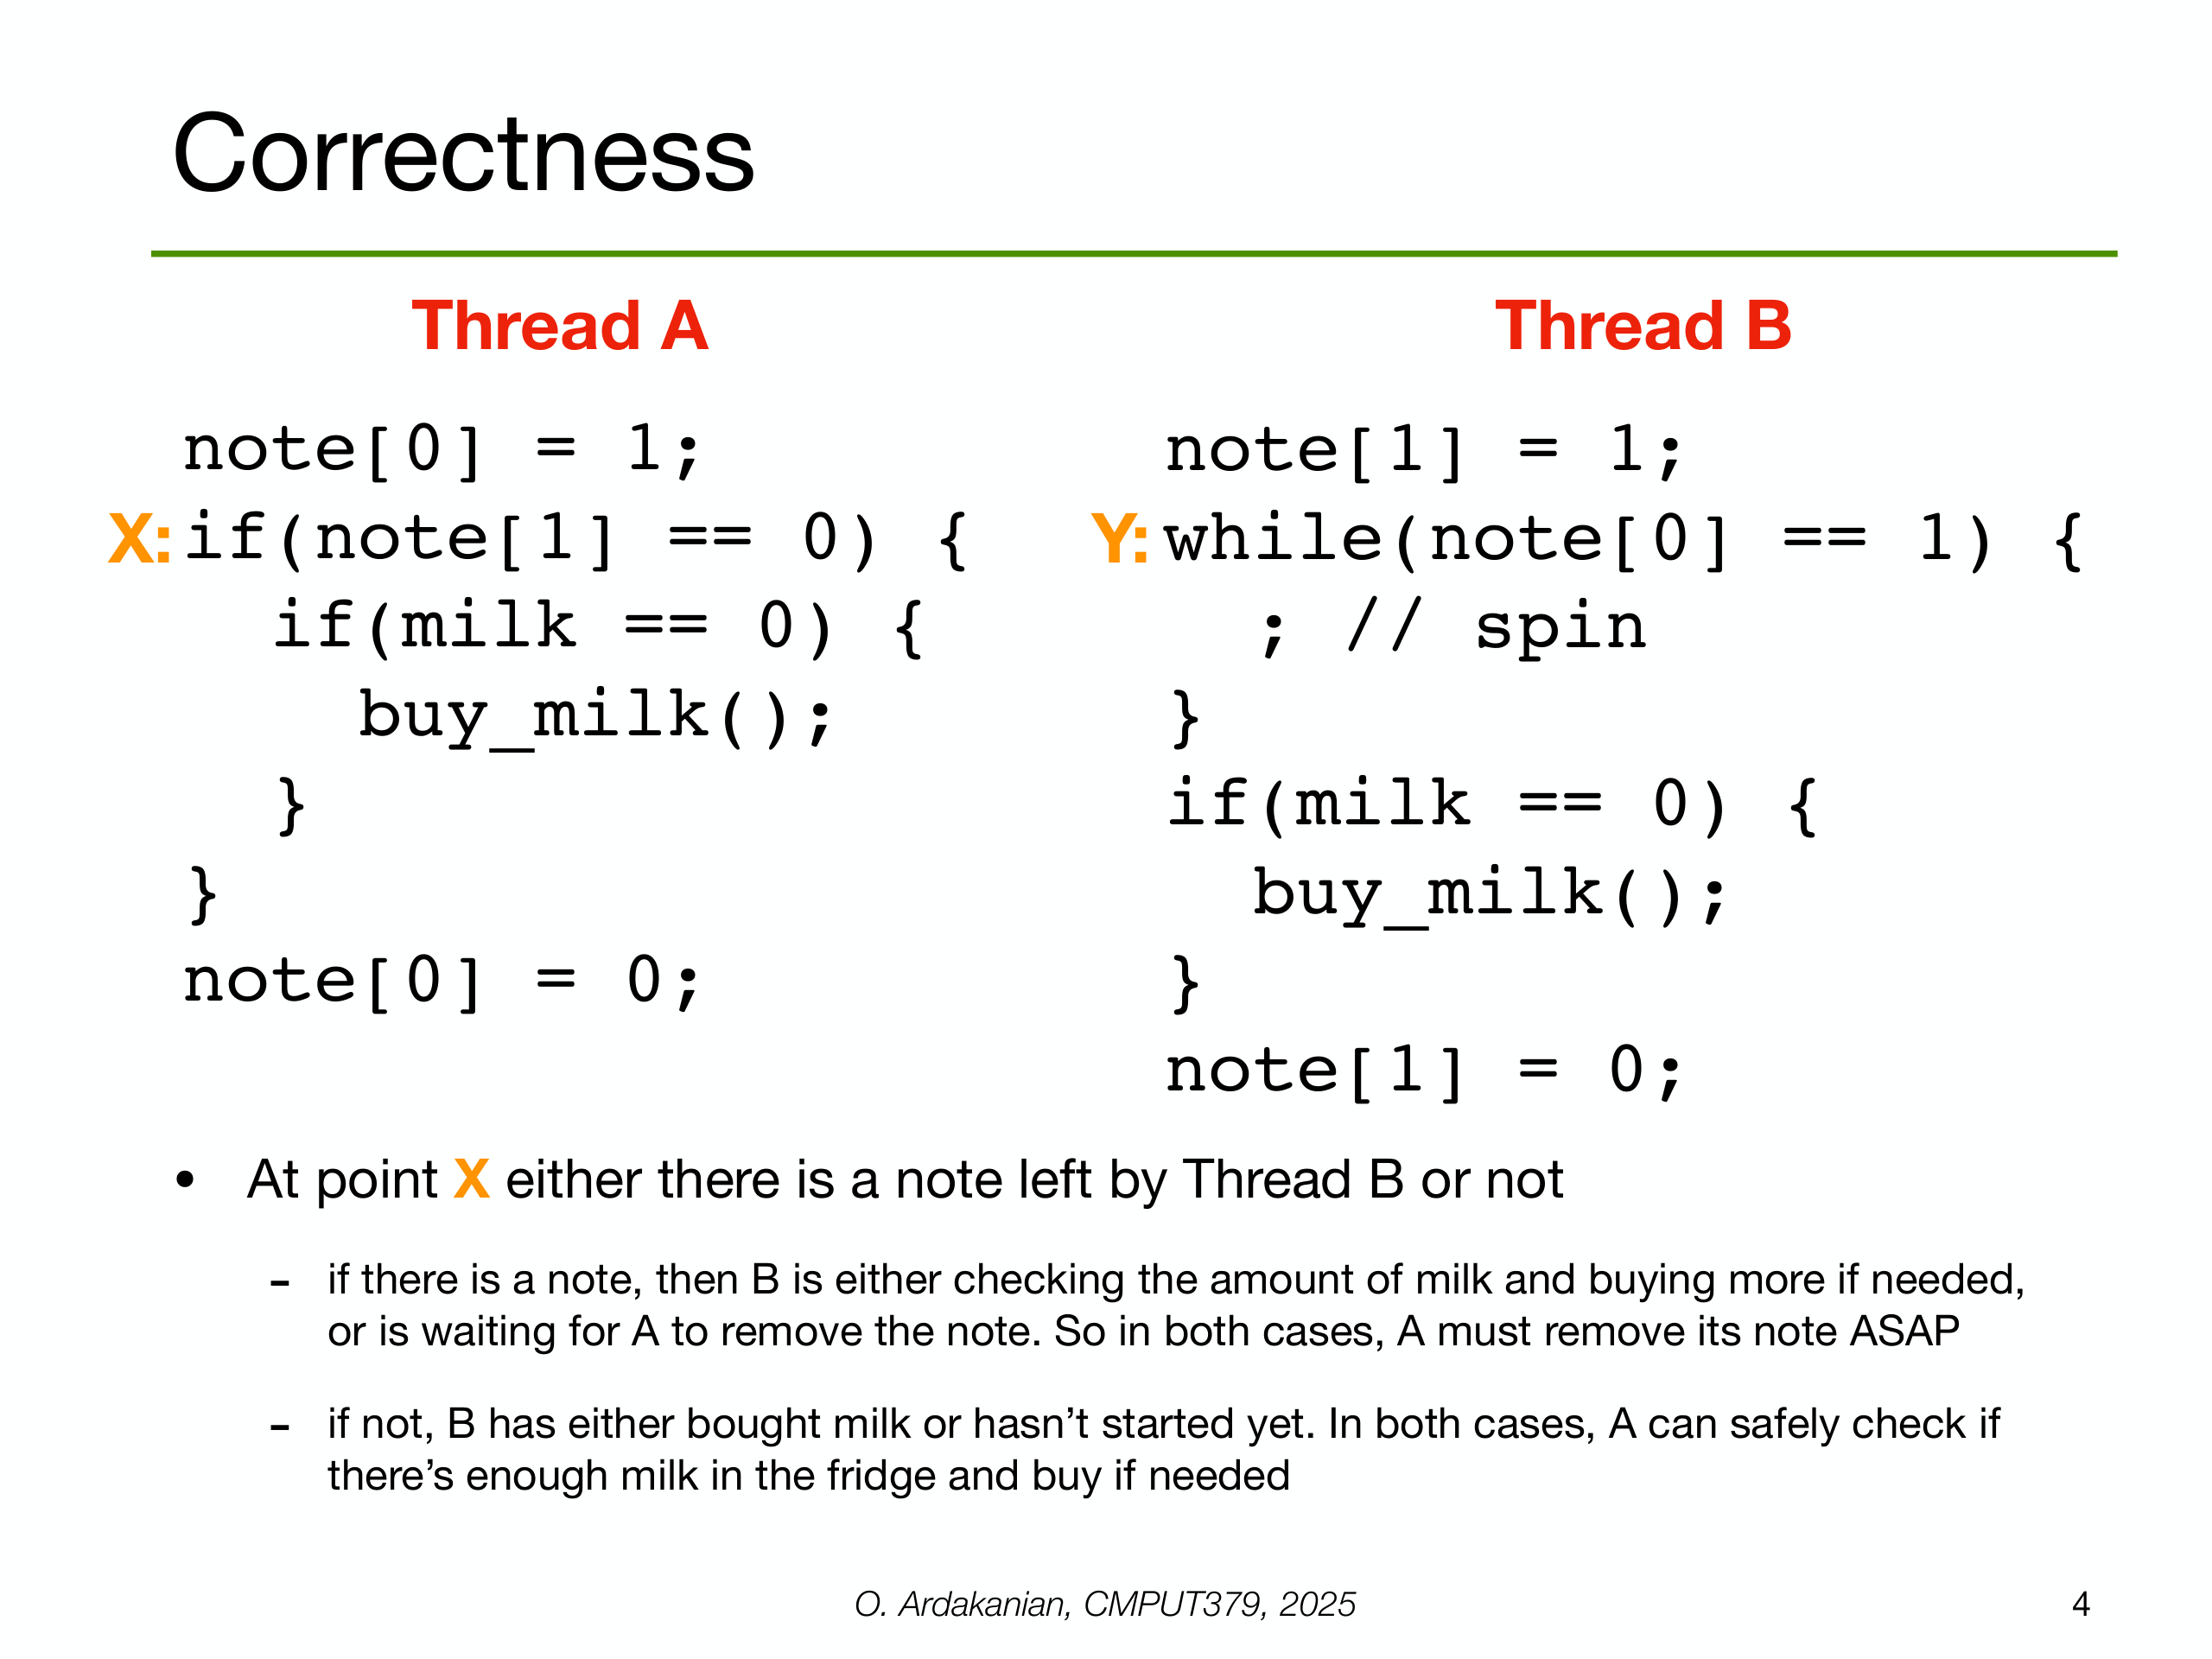 Correctness
Thread A
note[0] = 1;
X: if(note[1] == 0) {
if(milk == 0) {
buy_milk();
}
}
note[0] = 0;
Thread B
note[1] = 1;
Y: while(note[0] == 1) {
; // spin
}
if(milk == 0) {
buy_milk();
}
note[1] = 0;
• At point X either there is a note left by Thread B or not
- if there is a note, then B is either checking the amount of milk and buying more if needed,
or is waiting for A to remove the note. So in both cases, A must remove its note ASAP
- if not, B has either bought milk or hasn’t started yet. In both cases, A can safely check if
there’s enough milk in the fridge and buy if needed
O. Ardakanian, CMPUT379, 2025
4